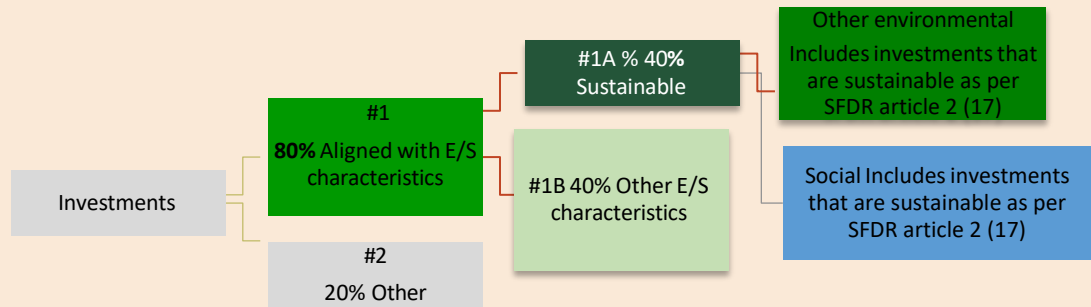 Investments
#1
80% Aligned with E/S
characteristics
#2
20% Other
#1A % 40%
Sustainable
#1B 40% Other E/S
characteristics
Other environmental
Includes investments that
are sustainable as per
SFDR article 2 (17)
Social Includes investments
that are sustainable as per
SFDR article 2 (17)